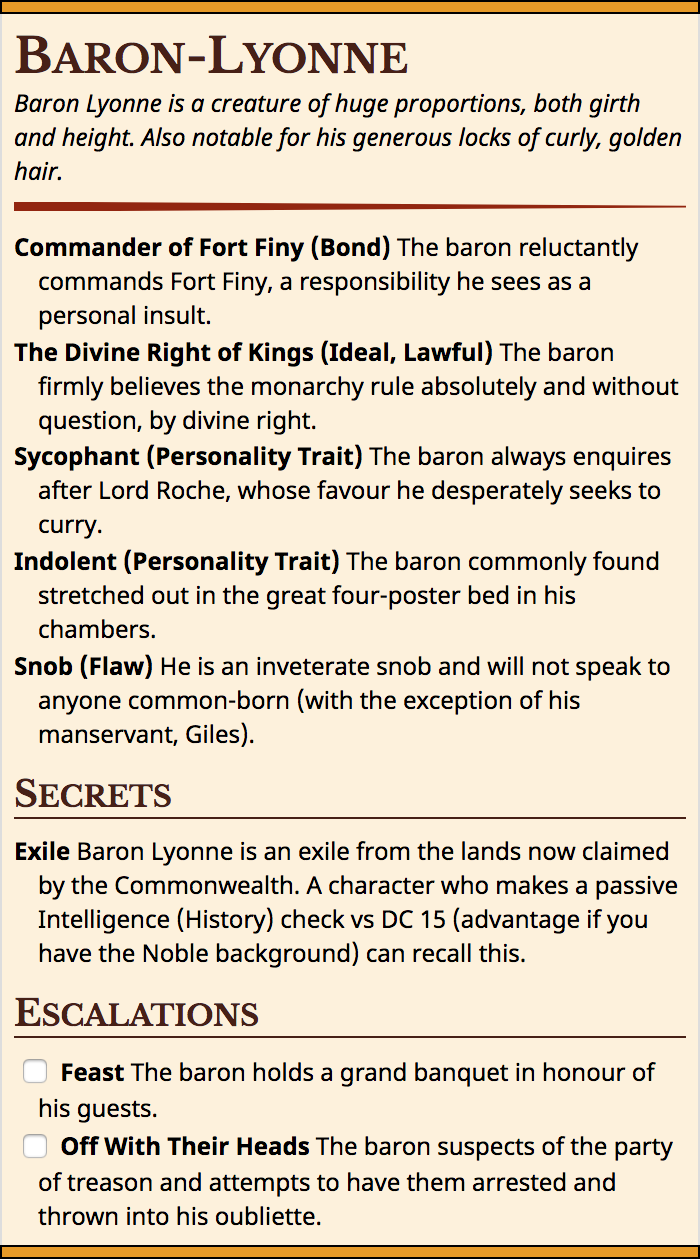 Baron-Lyonne
Baron Lyonne is a creature of huge proportions, both girth
and height. Also notable for his generous locks of curly, golden
hair.
Commander of Fort Finy (Bond) The baron reluctantly
commands Fort Finy, a responsibility he sees as a
personal insult.
The Divine Right of Kings (Ideal, Lawful) The baron
firmly believes the monarchy rule absolutely and without
question, by divine right.
Sycophant (Personality Trait) The baron always enquires
after Lord Roche, whose favour he desperately seeks to
curry.
Indolent (Personality Trait) The baron commonly found
stretched out in the great four-poster bed in his
chambers.
Snob (Flaw) He is an inveterate snob and will not speak to
anyone common-born (with the exception of his
manservant, Giles).
Secrets
Exile Baron Lyonne is an exile from the lands now claimed
by the Commonwealth. A character who makes a passive
Intelligence (History) check vs DC 15 (advantage if you
have the Noble background) can recall this.
Escalations
Feast The baron holds a grand banquet in honour of
his guests.
Off With Their Heads The baron suspects of the party
of treason and attempts to have them arrested and
thrown into his oubliette.